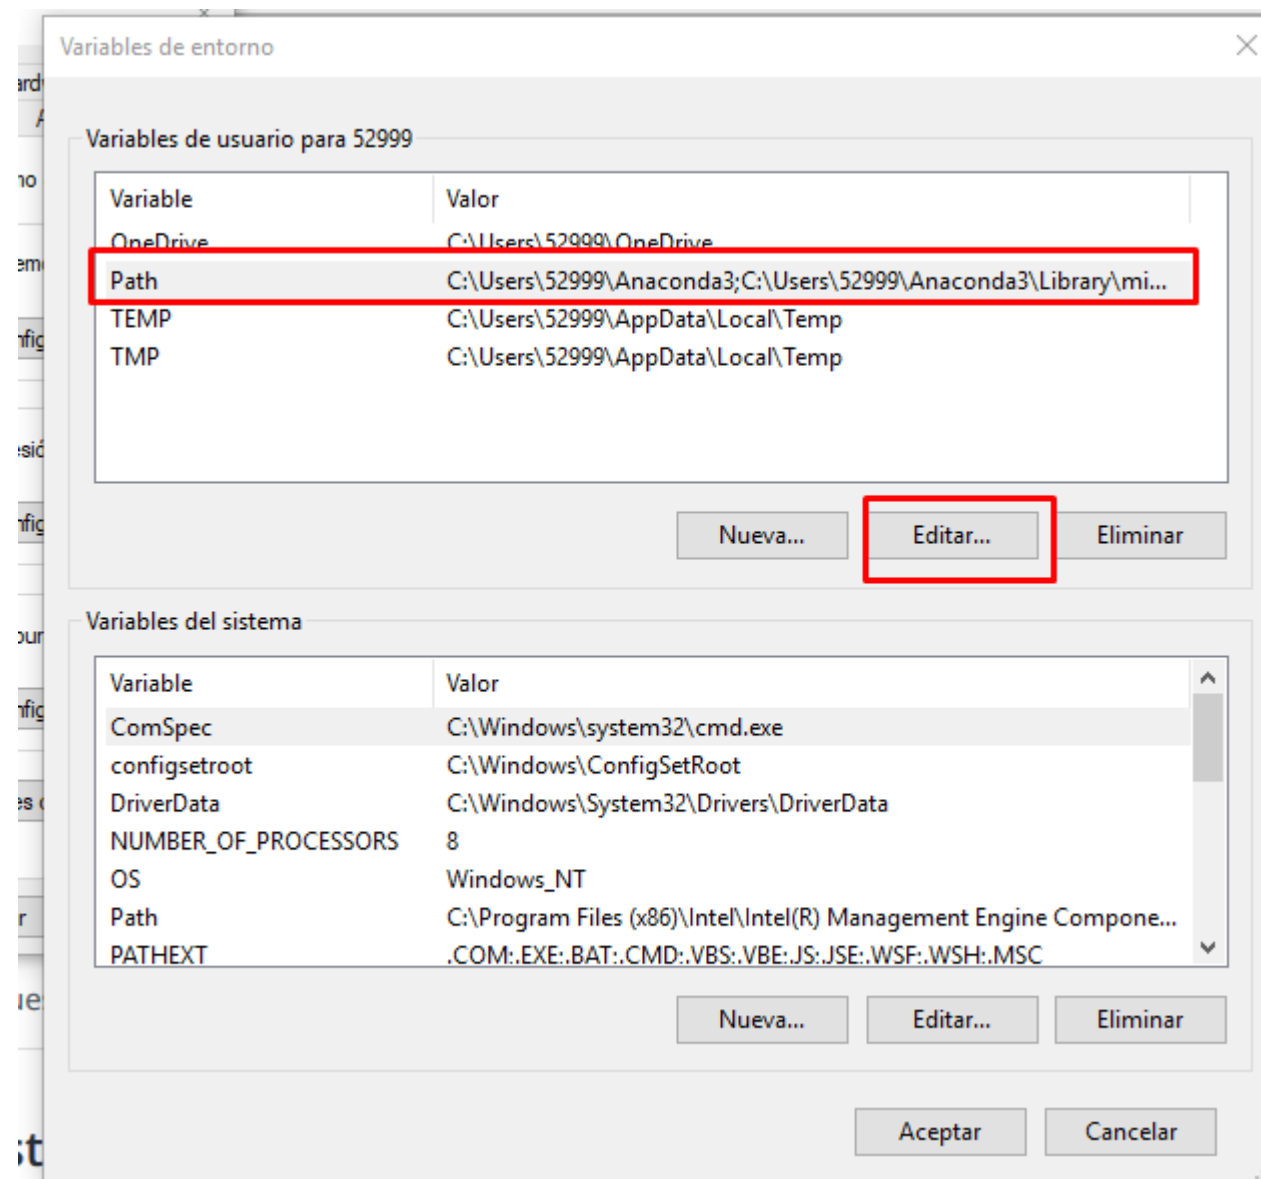 Variables de entorno
Variables de usuario para 52999
Variable Valor
OneDrive C:\Users\52999\OneDrive
Path C:\Users\52999\Anaconda3;C:\Users\52999\Anaconda3\Library\mi...
TEMP C:\Users\52999\AppData\Local\Temp
TMP C:\Users\52999\AppData\Local\Temp
Nueva... Editar... Eliminar
Variables del sistema
Variable Valor
ComSpec C:\Windows\system32\cmd.exe
configsetroot C:\Windows\ConfigSetRoot
DriverData C:\Windows\System32\Drivers\DriverData
NUMBER_OF_PROCESSORS 8
OS Windows_NT
Path C:\Program Files (x86)\Intel\Intel(R) Management Engine Compone...
PATHEXT .COM;.EXE;.BAT;.CMD;.VBS;.VBE;.JS;.JSE;.WSF;.WSH;.MSC
Nueva... Editar... Eliminar
Aceptar Cancelar